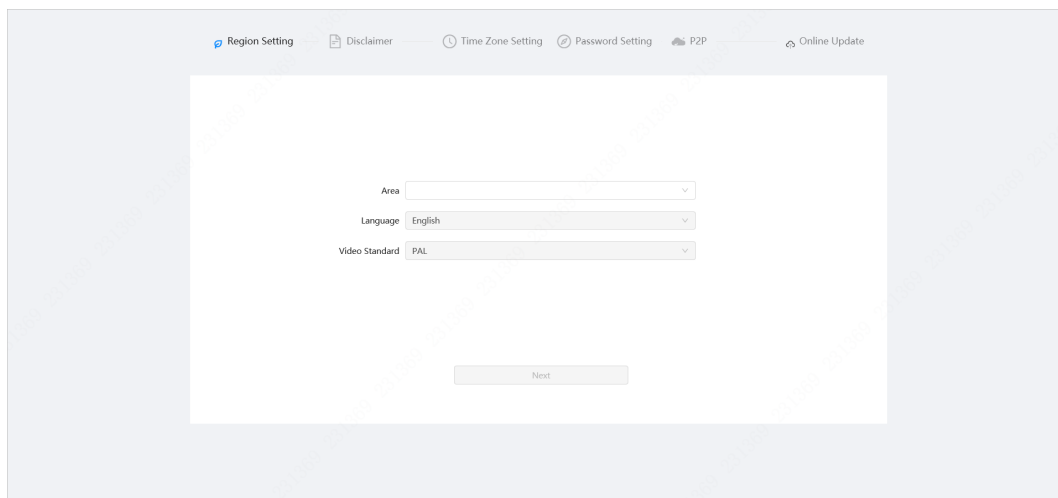 Region Setting Disclaimer Time Zone Setting Password Setting P2P Online Update
Area
Language English
Video Standard PAL
Next